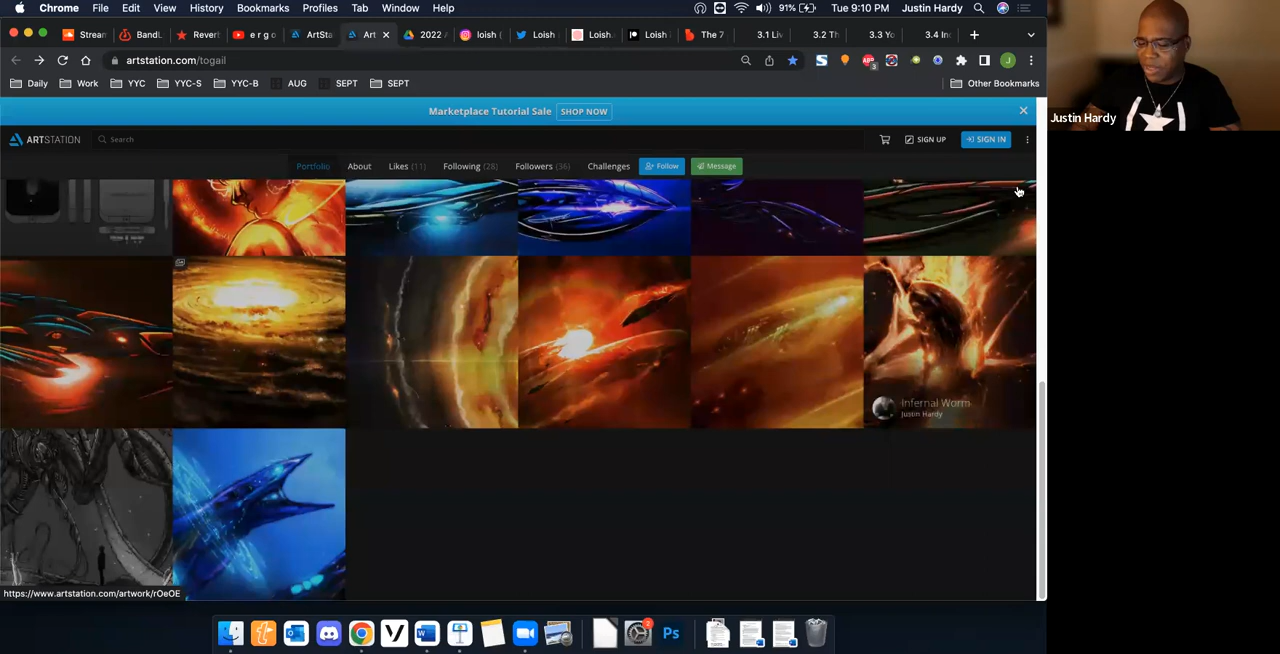 Chrome File Edit View History Bookmarks Profiles Tab Window Help 91% Tue 9:10 PM Justin Hardy
Stream BandL Revert e r g o ArtSta Art 2022 loish ( Loish Loish. Loish The 7 3.1 Liv 3.2 Th 3.3 Yo 3.4 Inc
artstation.com/togail
Daily Work YYC YYC-S YYC-B AUG SEPT SEPT Other Bookmarks
Marketplace Tutorial Sale SHOP NOW
ARTSTATION Search SIGN UP SIGN IN
Portfolio About Likes (11) Following (28) Followers (36) Challenges Follow Message
Infernal Worm
Justin Hardy
https://www.artstation.com/artwork/rOeOE
Justin Hardy